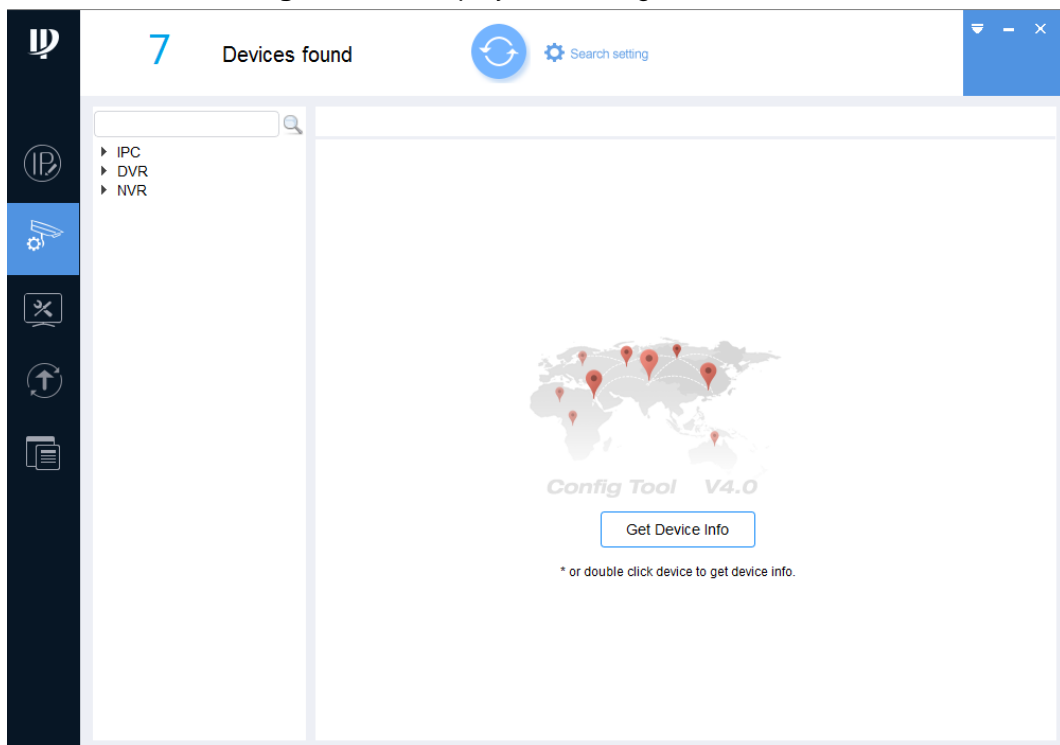 7 Devices found
Search setting
IPC
DVR
NVR
Config Tool V4.0
Get Device Info
* or double click device to get device info.